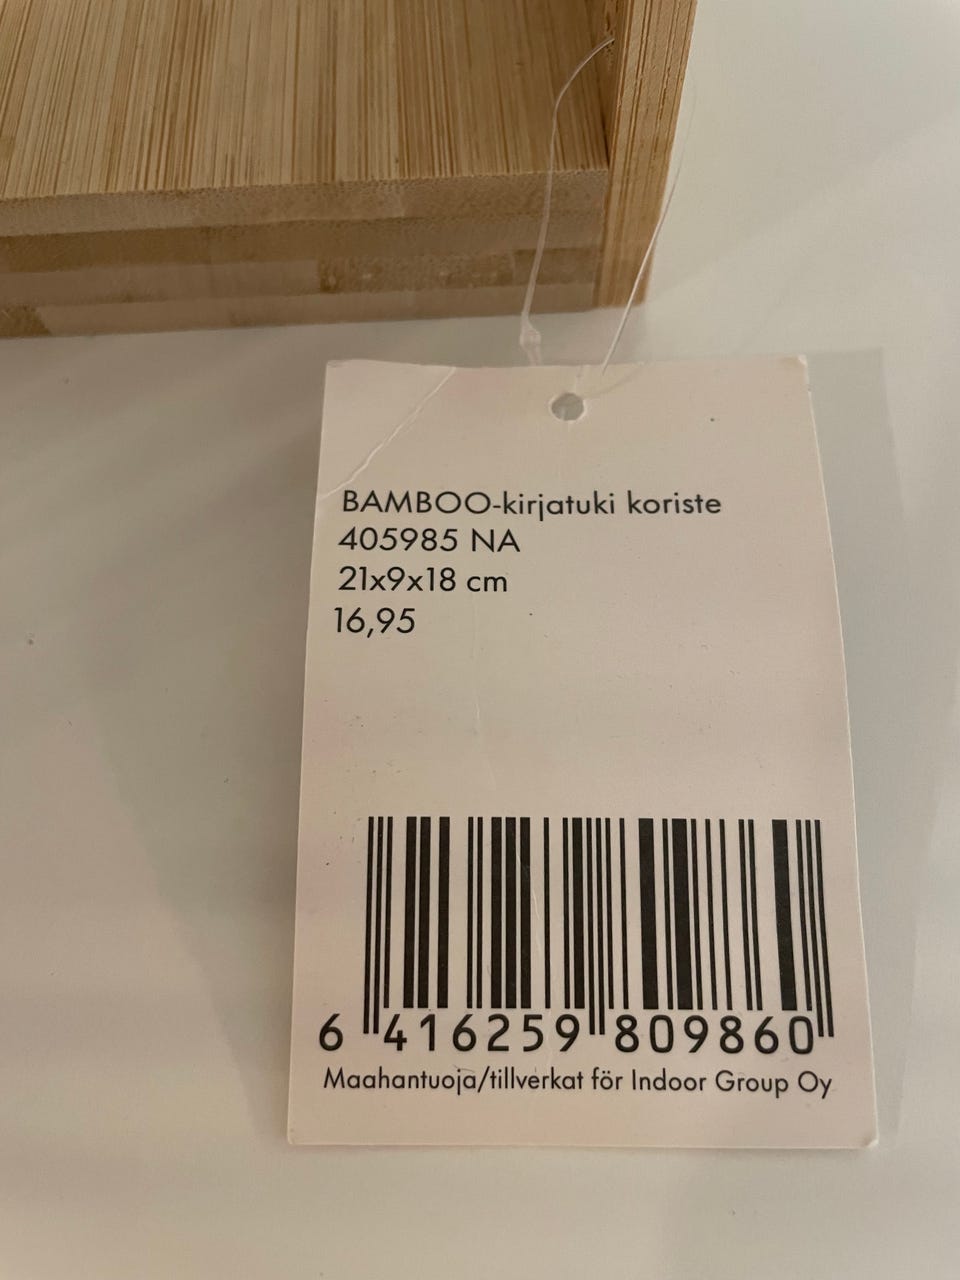 BAMBOO-kirjatuki koriste
405985 NA
21x9x18 cm
16,95
6 416259 809860
Maahantuoja/tillverkat för Indoor Group Oy